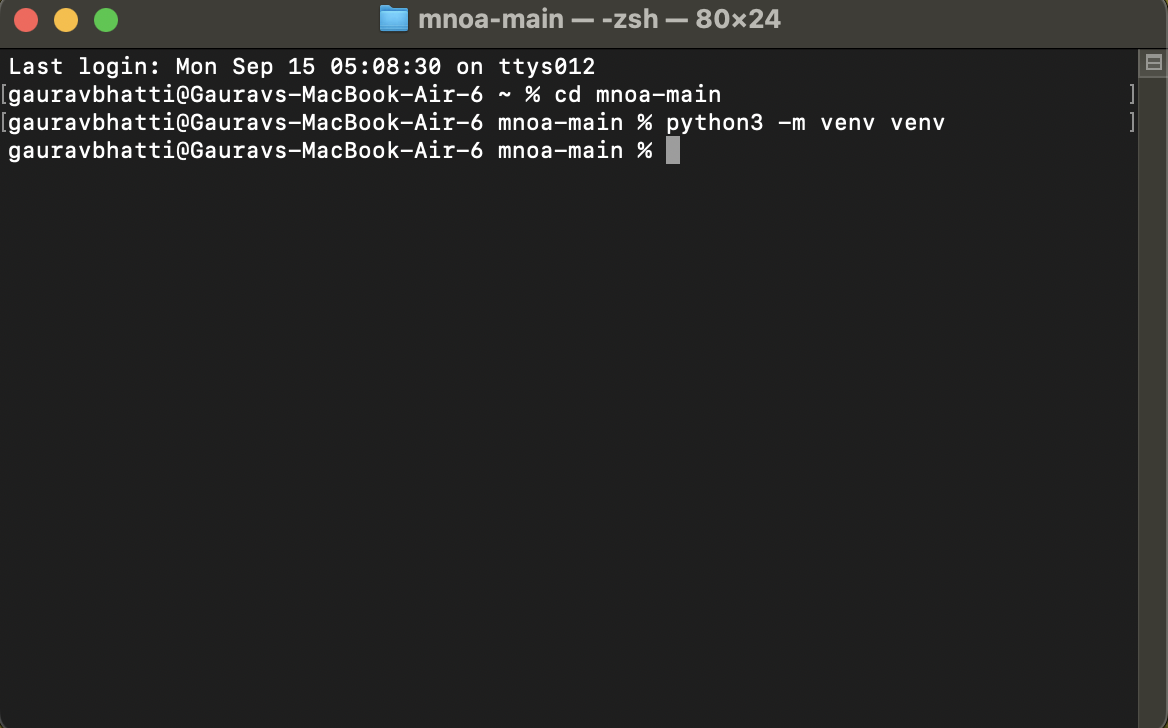 mnoa-main — -zsh — 80×24
Last login: Mon Sep 15 05:08:30 on ttys012
[gauravbhatti@Gauravs-MacBook-Air-6 ~ % cd mnoa-main ]
[gauravbhatti@Gauravs-MacBook-Air-6 mnoa-main % python3 -m venv venv ]
gauravbhatti@Gauravs-MacBook-Air-6 mnoa-main %